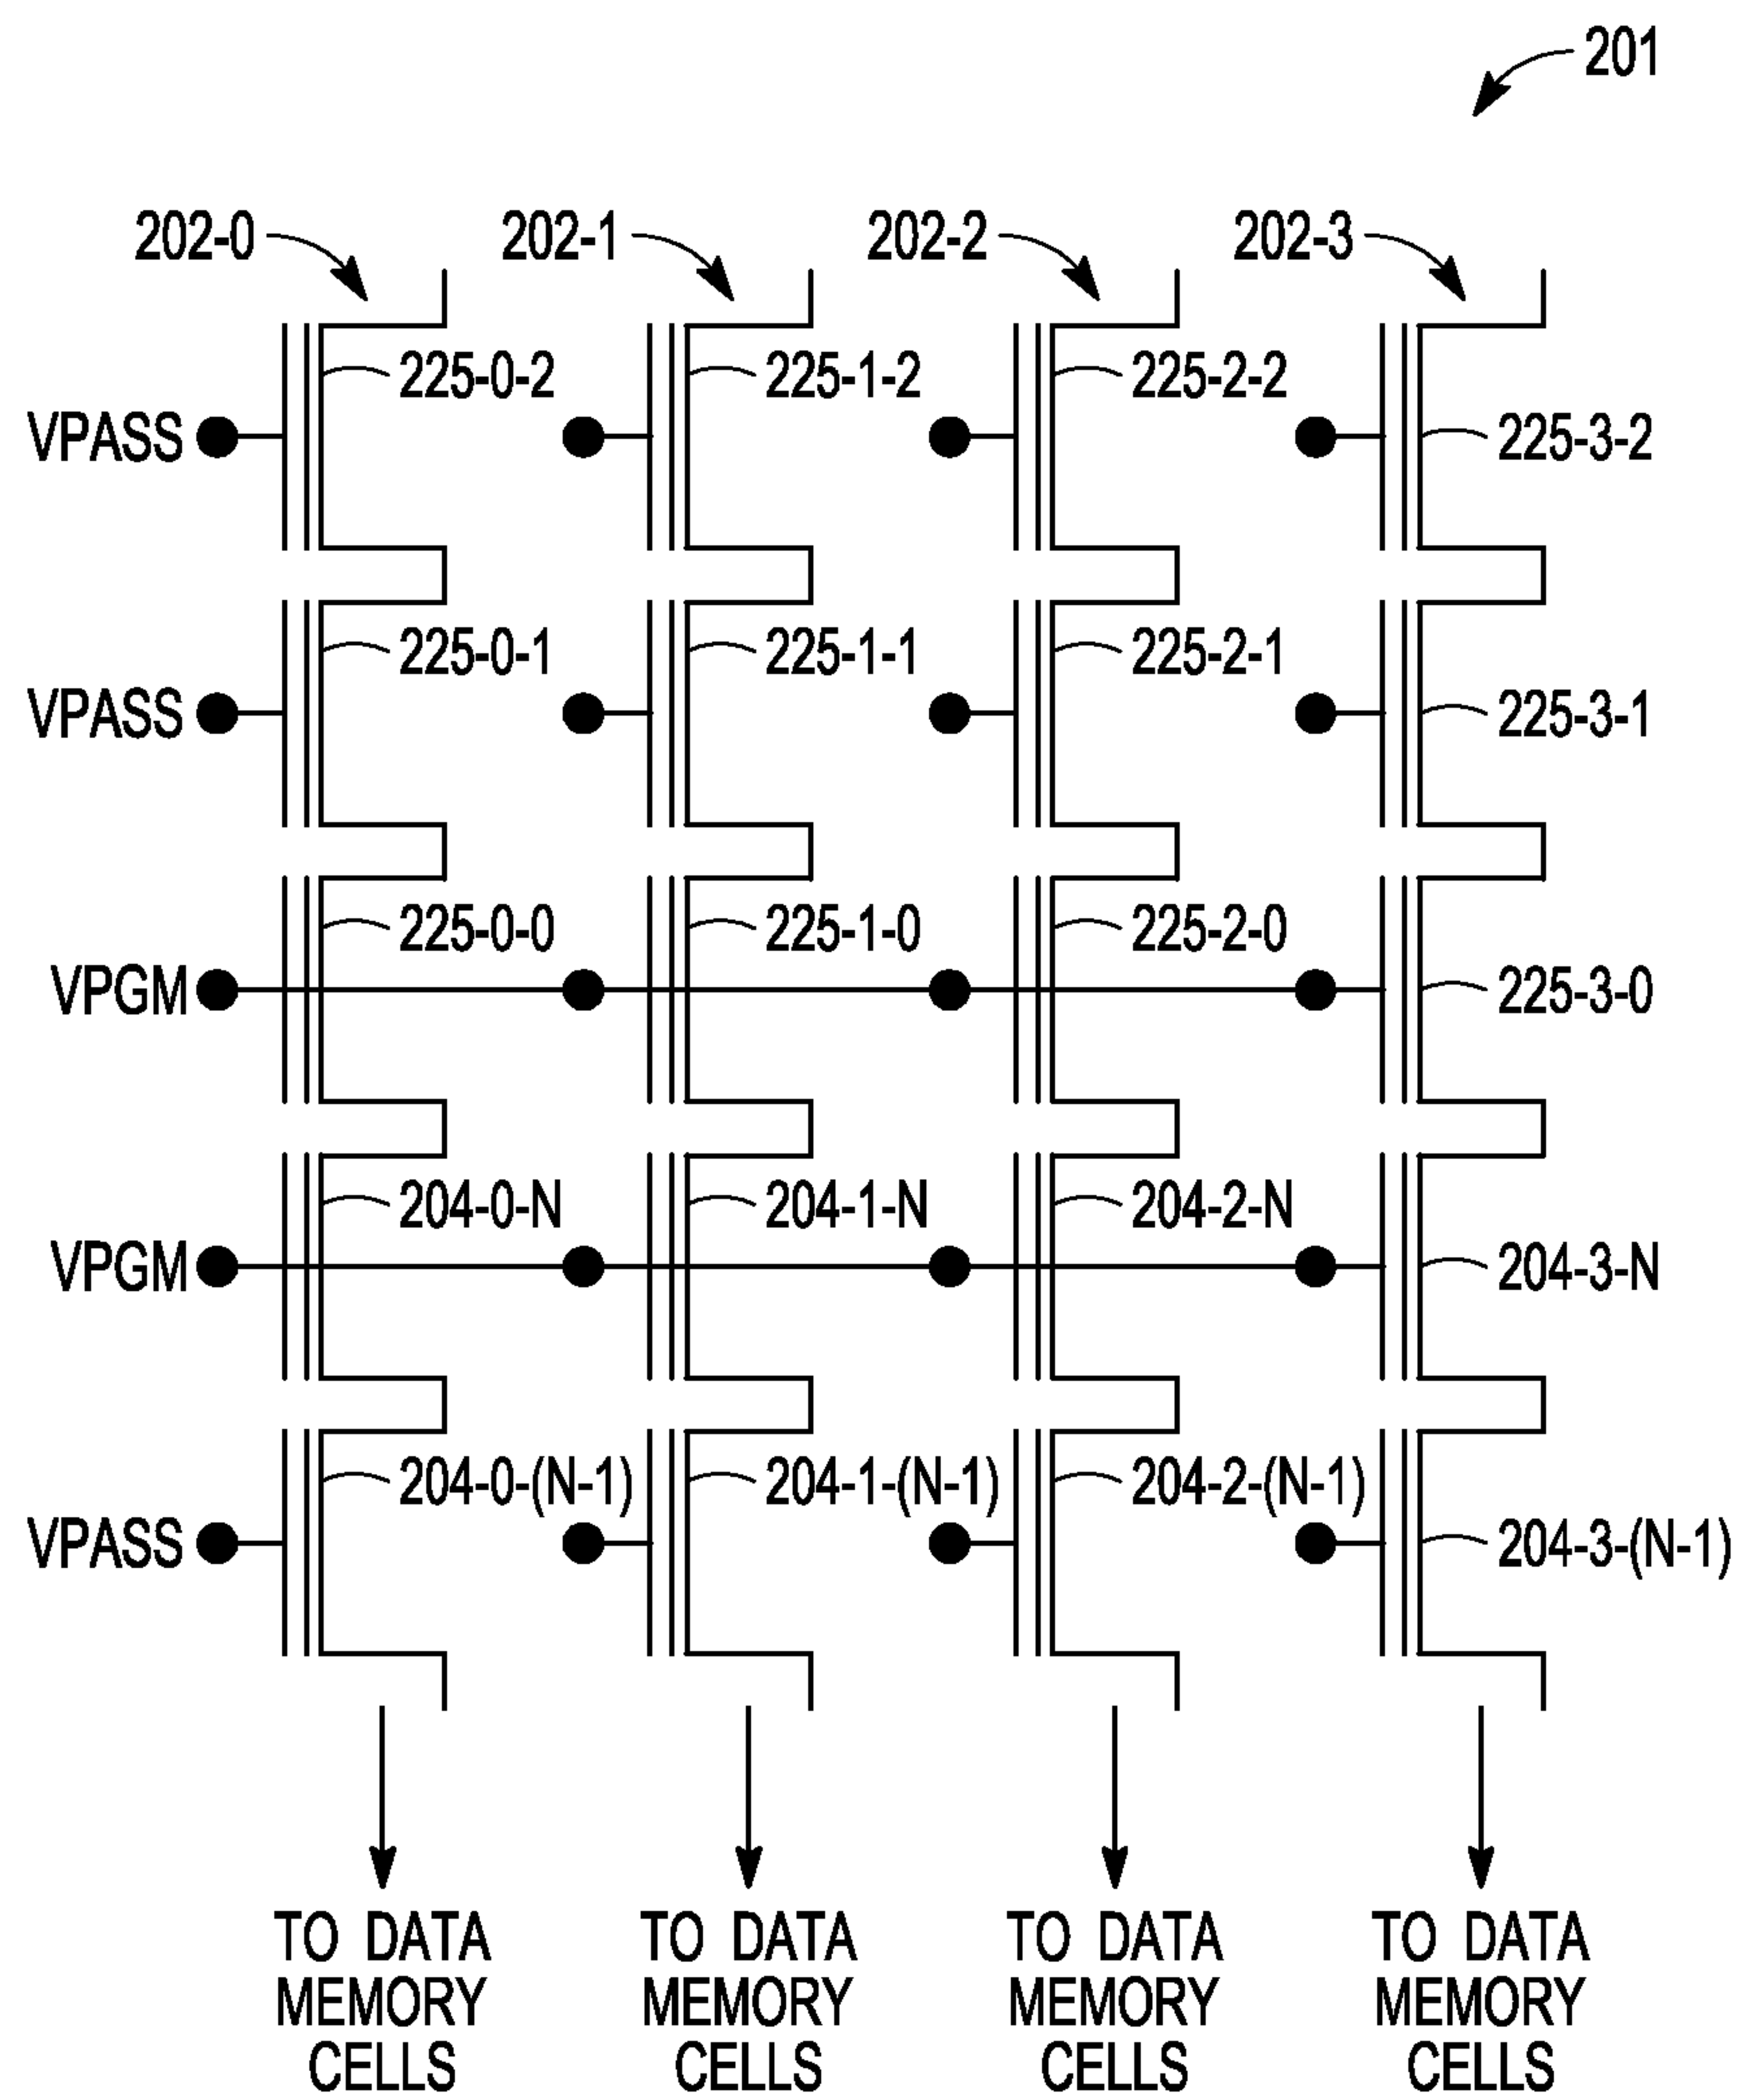 201
202-0 202-1 202-2 202-3
225-0-2 225-1-2 225-2-2
VPASS 225-3-2
225-0-1 225-1-1 225-2-1
VPASS 225-3-1
225-0-0 225-1-0 225-2-0
VPGM 225-3-0
204-0-N 204-1-N 204-2-N
VPGM 204-3-N
204-0-(N-1) 204-1-(N-1) 204-2-(N-1)
VPASS 204-3-(N-1)
TO DATA TO DATA TO DATA TO DATA
MEMORY MEMORY MEMORY MEMORY
CELLS CELLS CELLS CELLS